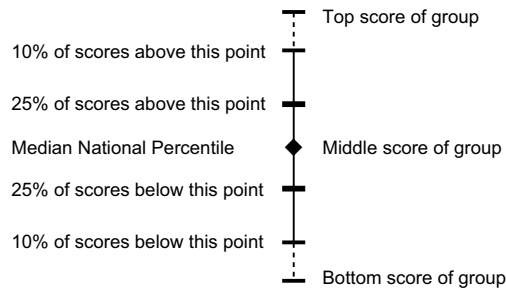 Top score of group
10% of scores above this point
25% of scores above this point
Median National Percentile
Middle score of group
25% of scores below this point
10% of scores below this point
Bottom score of group